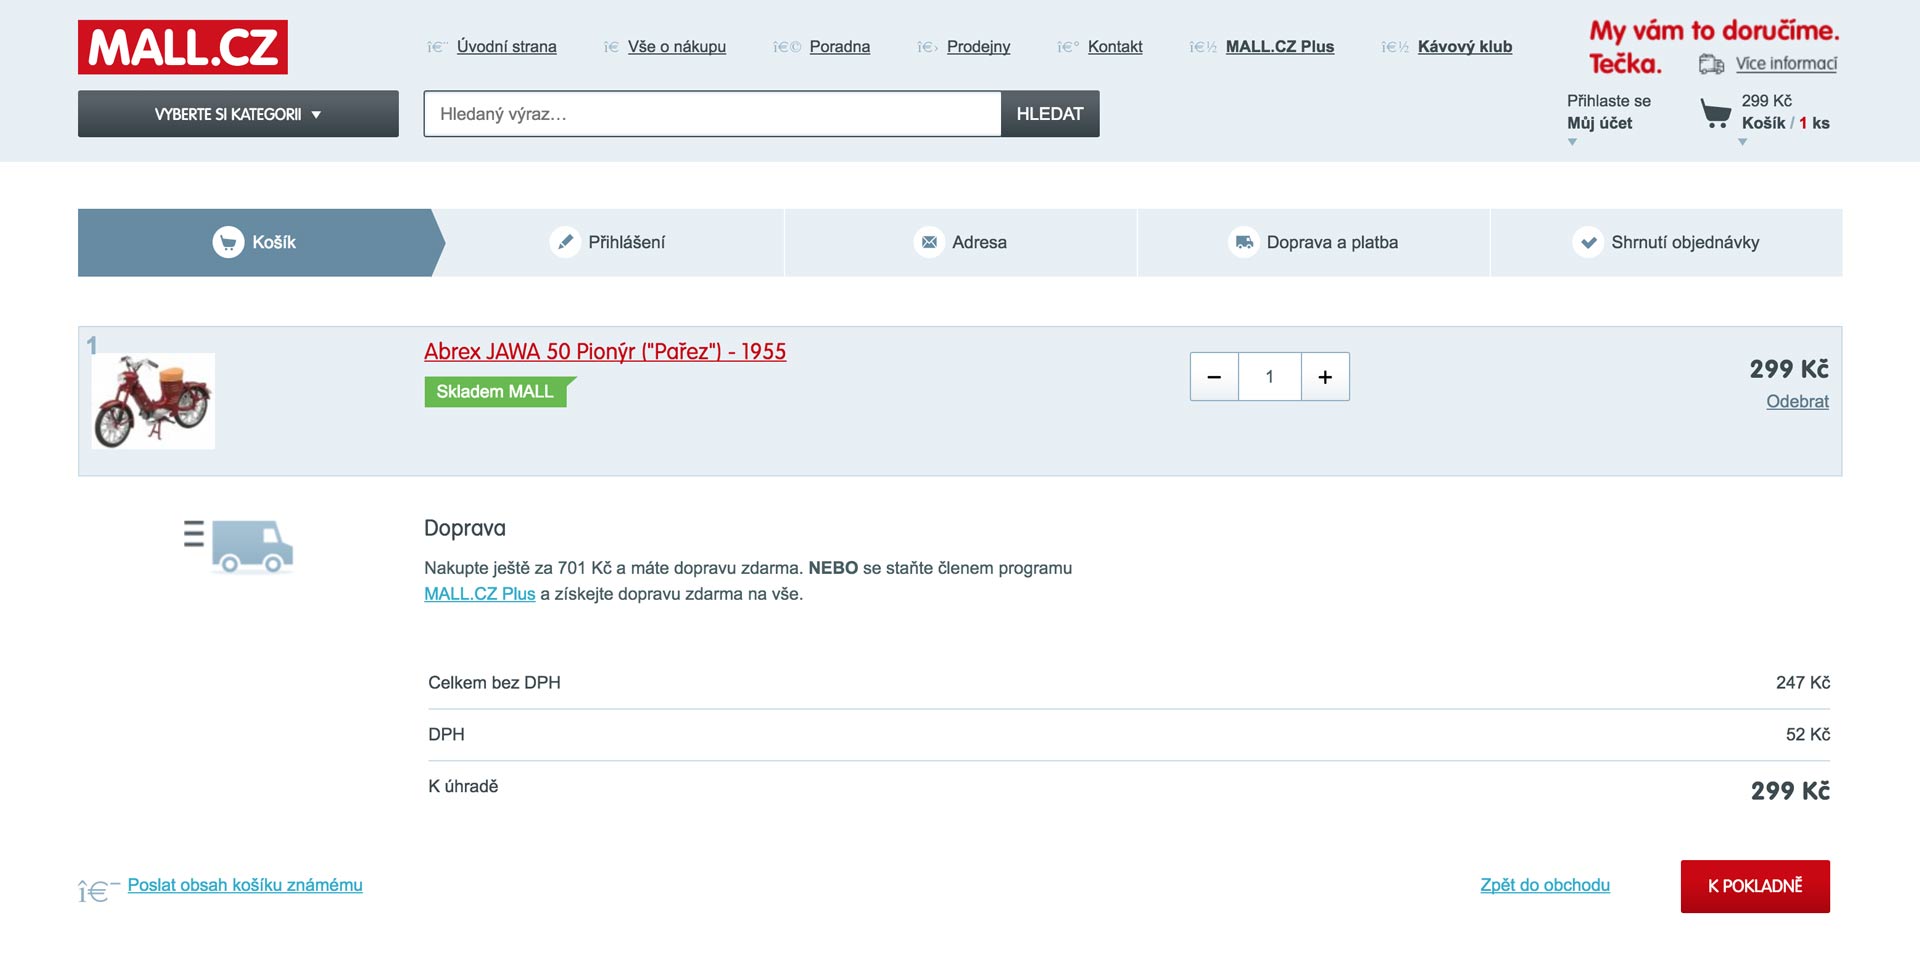 MALL.CZ
Úvodní strana Vše o nákupu Poradna Prodejny Kontakt MALL.CZ Plus Kávový klub
My vám to doručíme.
Tečka. Více informací
VYBERTE SI KATEGORII
Hledaný výraz... HLEDAT
Přihlaste se
Můj účet
299 Kč
Košík / 1 ks
Košík
Přihlášení
Adresa
Doprava a platba
Shrnutí objednávky
1
Abrex JAWA 50 Pionýr ("Pařez") - 1955
Skladem MALL
− 1 +
299 Kč
Odebrat
Doprava
Nakupte ještě za 701 Kč a máte dopravu zdarma. NEBO se staňte členem programu
MALL.CZ Plus a získejte dopravu zdarma na vše.
Celkem bez DPH 247 Kč
DPH 52 Kč
K úhradě 299 Kč
Poslat obsah košíku známému
Zpět do obchodu
K POKLADNĚ